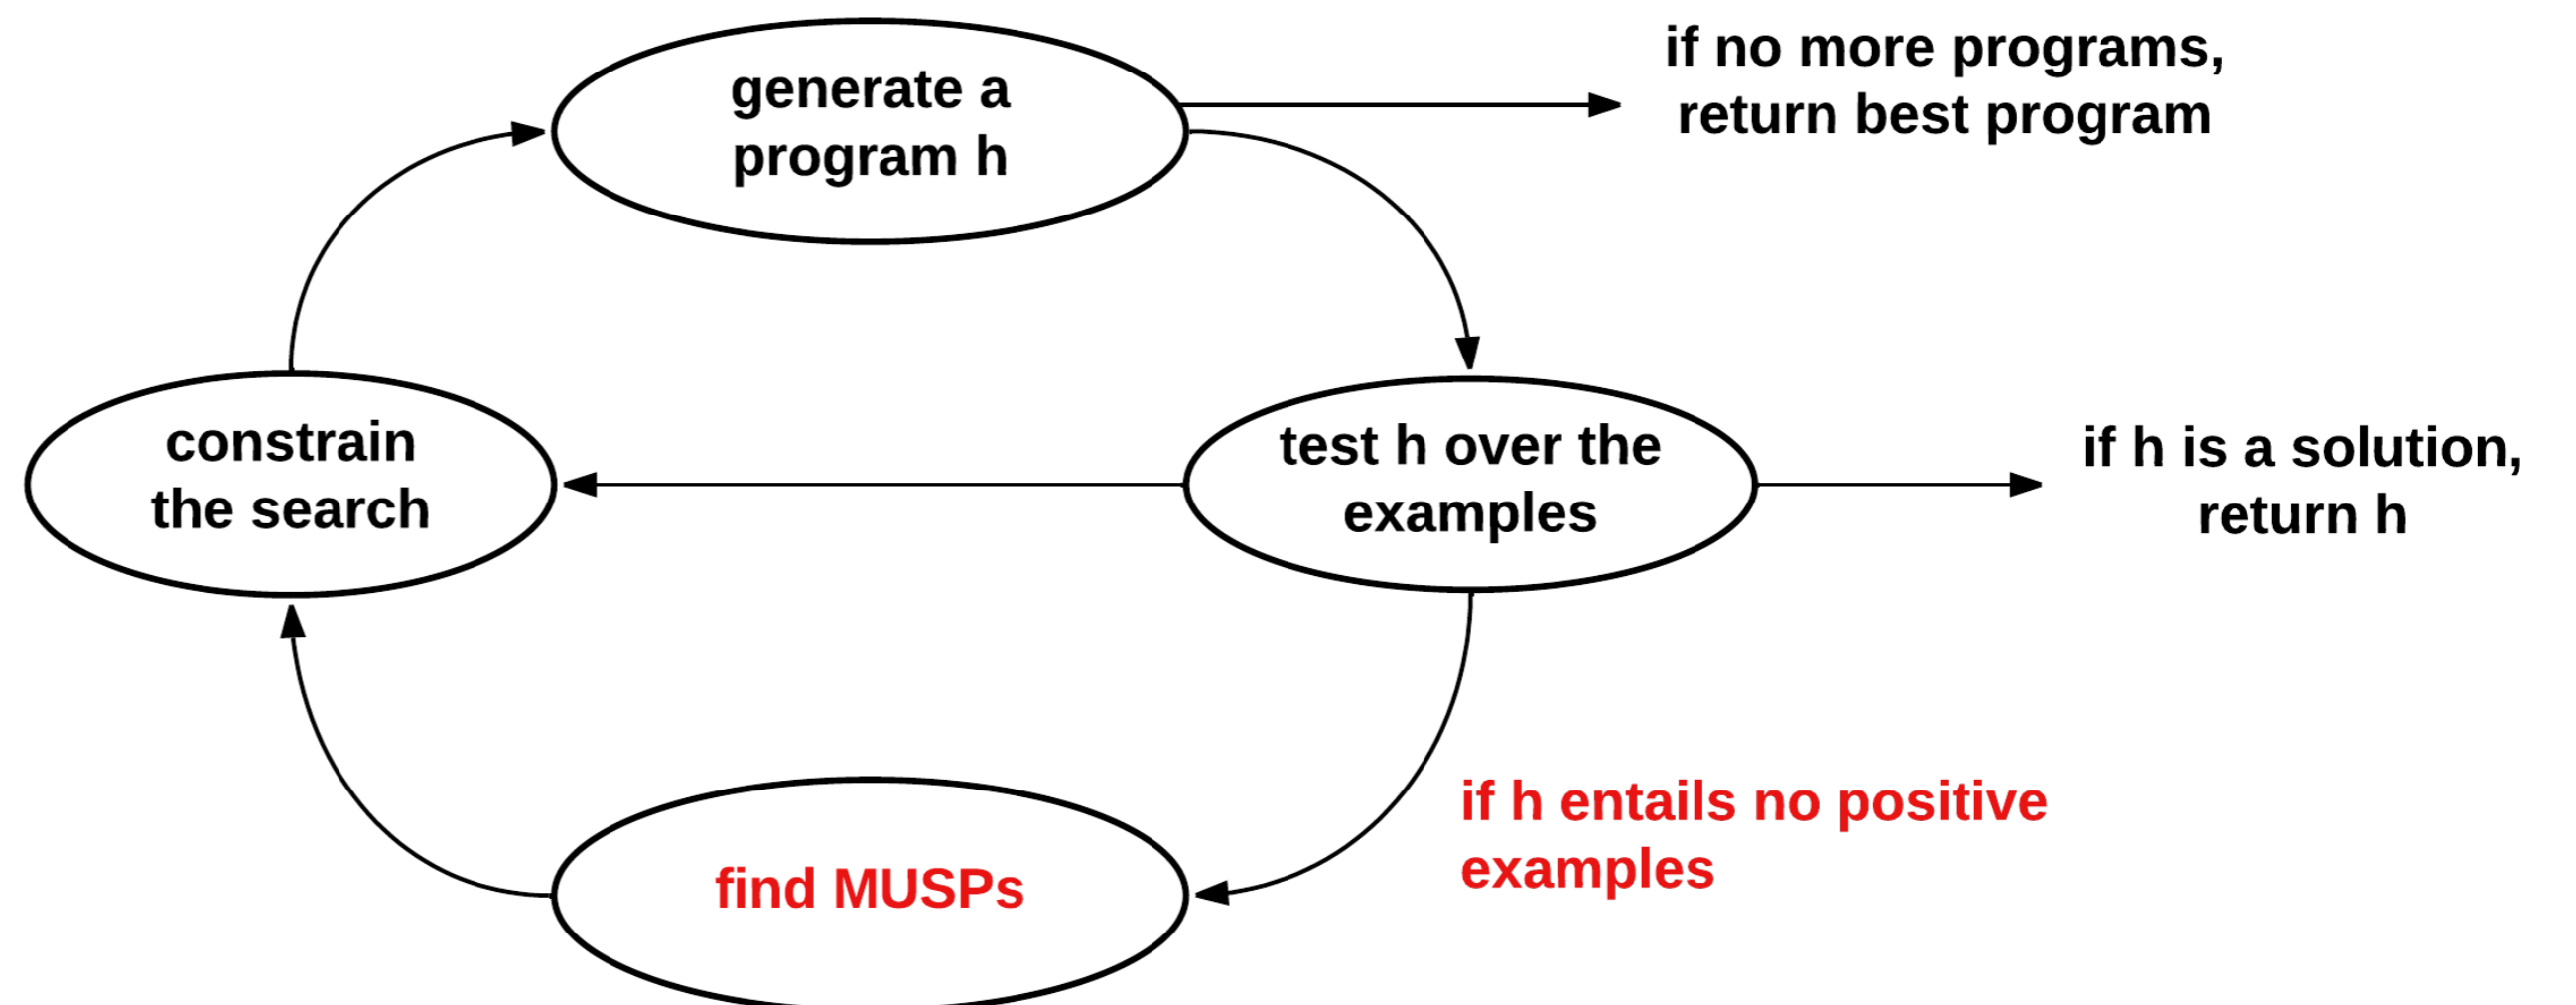 generate a
program h
if no more programs,
return best program
constrain
the search
test h over the
examples
if h is a solution,
return h
if h entails no positive
examples
find MUSPs